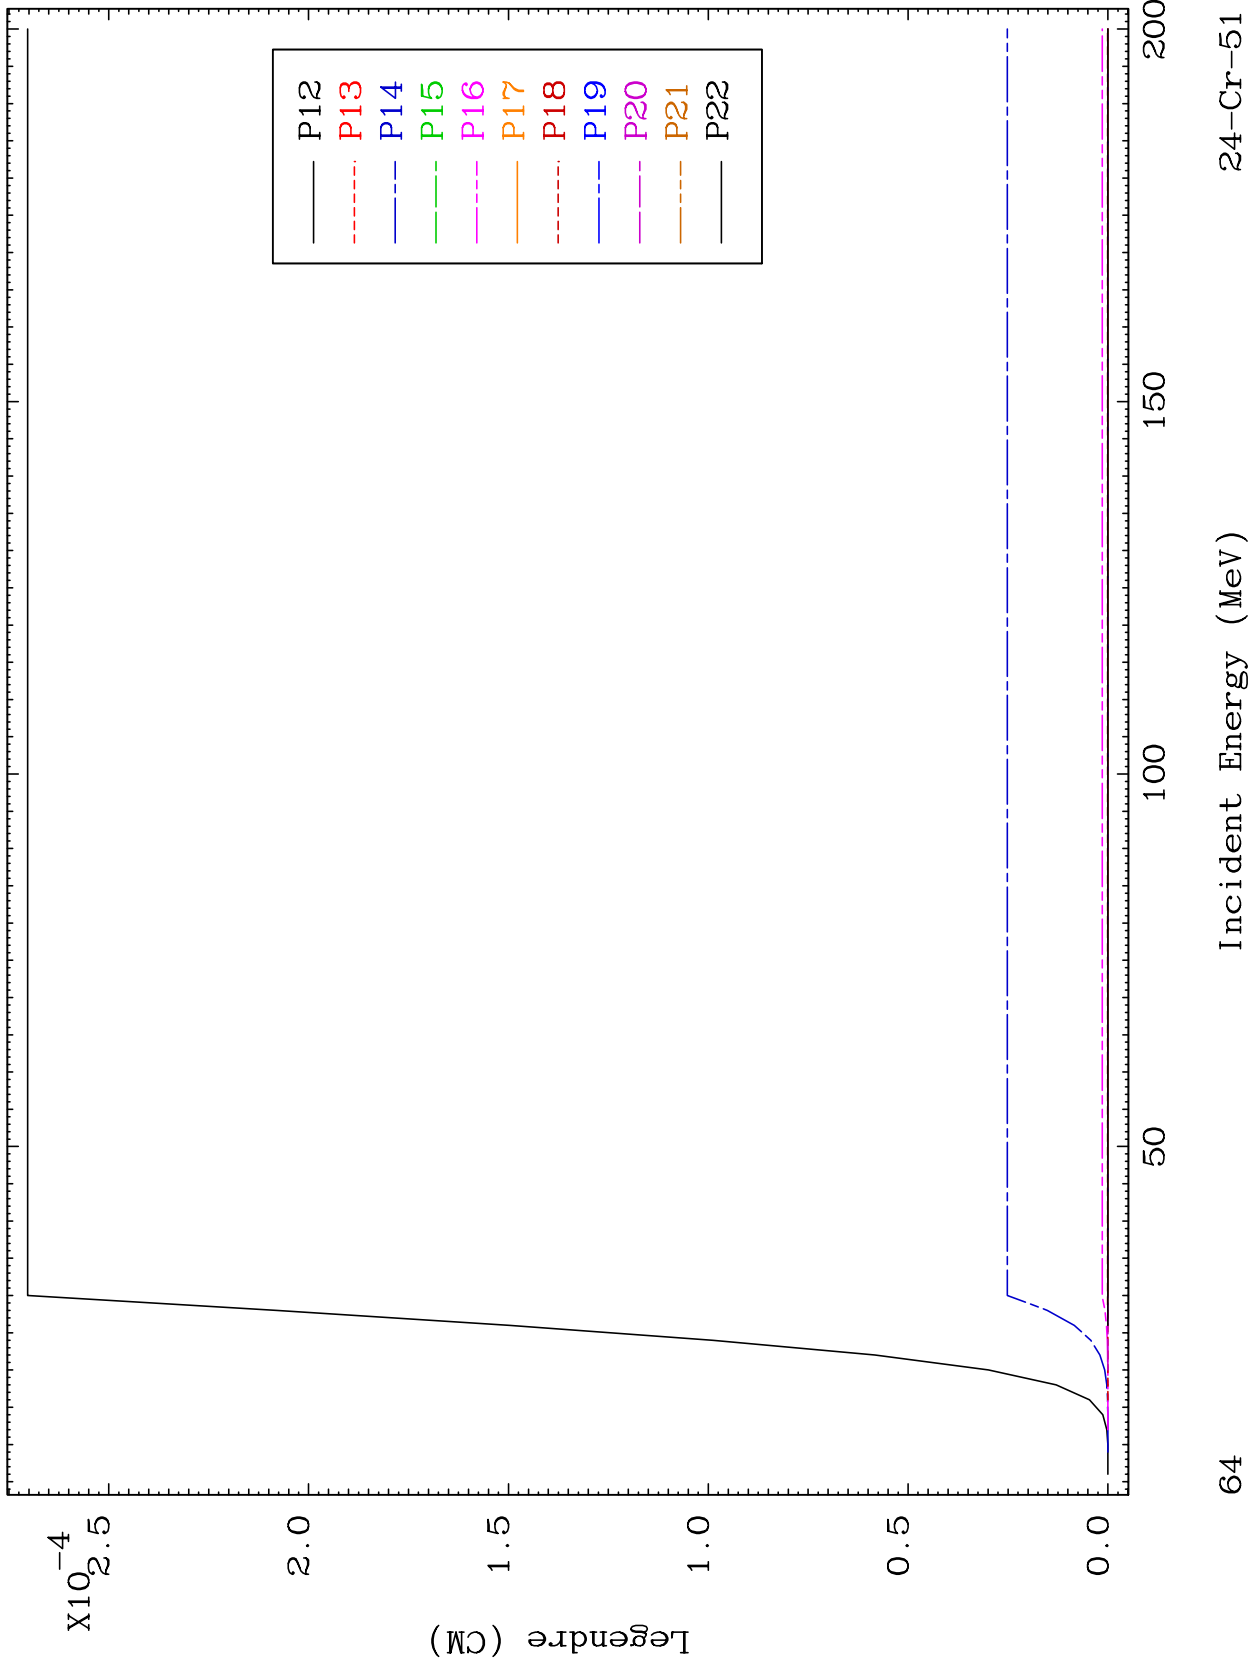 X10-4
2.5
2.0
1.5
1.0
0.5
0.0
Legendre (CM)
P12
P13
P14
P15
P16
P17
P18
P19
P20
P21
P22
50
100
150
200
Incident Energy (MeV)
64
24-Cr-51